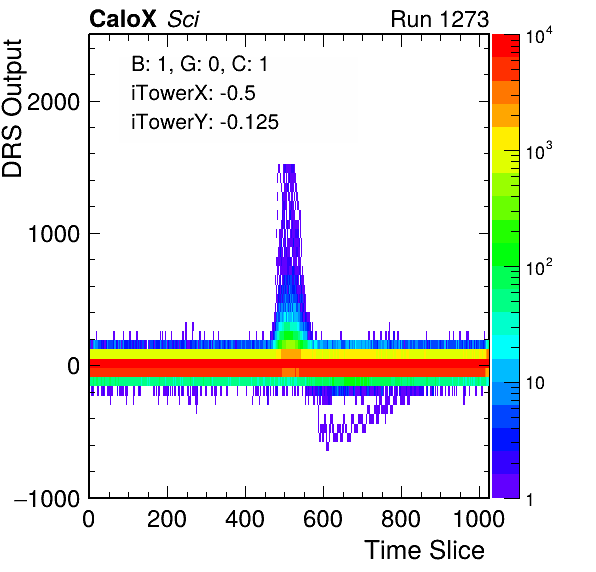 CaloX Sci Run 1273
B: 1, G: 0, C: 1
iTowerX: -0.5
iTowerY: -0.125
DRS Output
2000
1000
0
−1000
0 200 400 600 800 1000
Time Slice
10^4
10^3
10^2
10
1